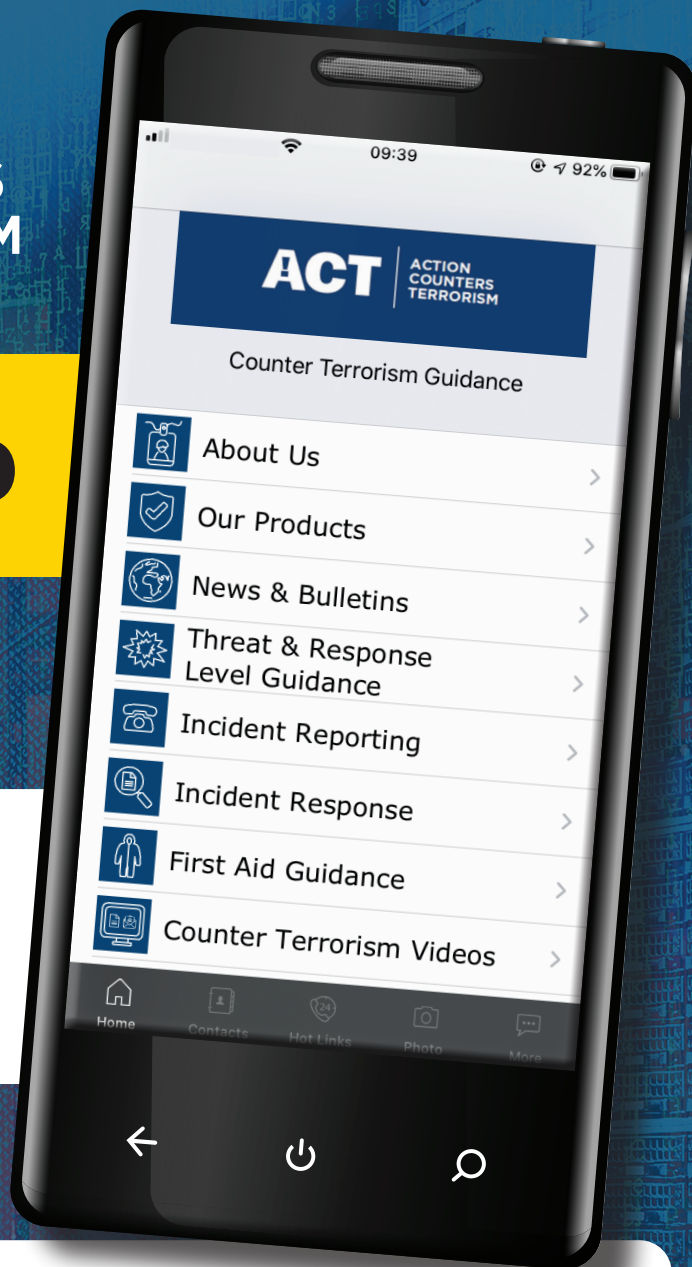 09:39
92%
ACT
ACTION
COUNTERS
TERRORISM
Counter Terrorism Guidance
About Us
Our Products
News & Bulletins
Threat & Response
Level Guidance
Incident Reporting
Incident Response
First Aid Guidance
Counter Terrorism Videos
Home
Contacts
24
Hot Links
Photo
More